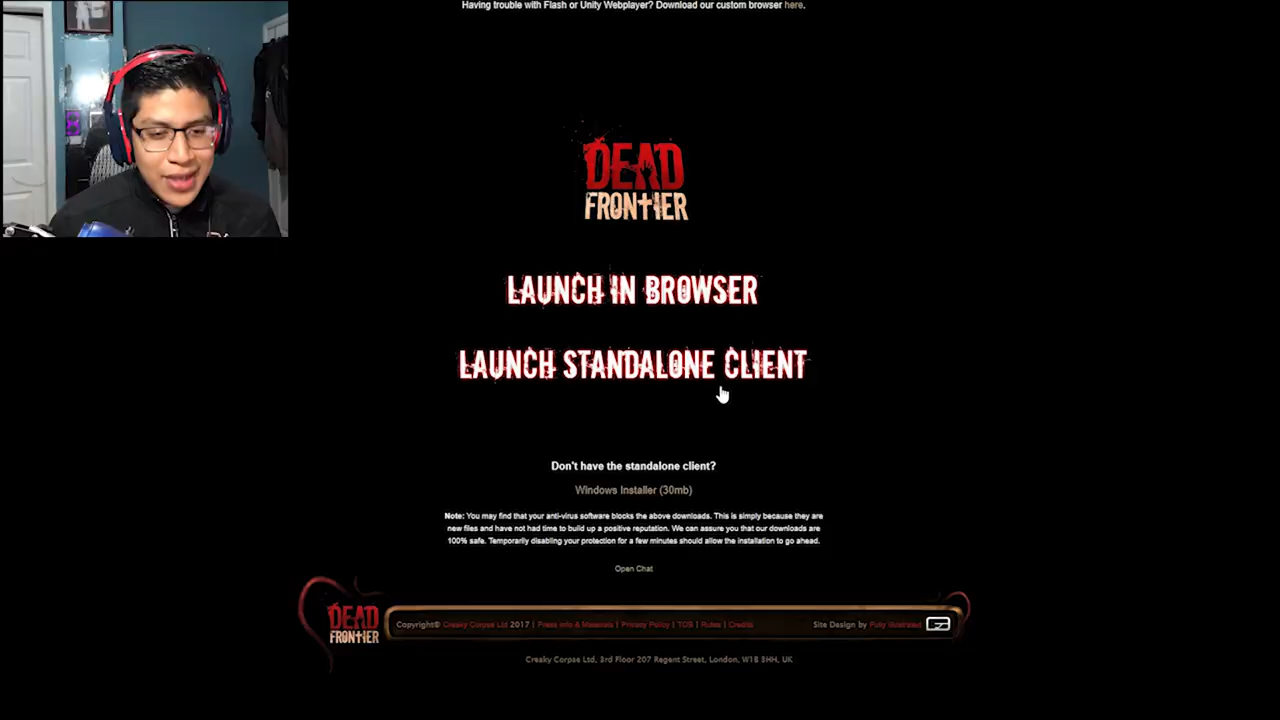 Having trouble with Flash or Unity Webplayer? Download our custom browser here.
DEAD
FRONTIER
LAUNCH IN BROWSER
LAUNCH STANDALONE CLIENT
Don't have the standalone client?
Windows Installer (30mb)
Note: You may find that your anti-virus software blocks the above downloads. This is simply because they are
new files and have not had time to build up a positive reputation. We can assure you that our downloads are
100% safe. Temporarily disabling your protection for a few minutes should allow the installation to go ahead.
Open Chat
DEAD
FRONTIER
Copyright® Creaky Corpse Ltd 2017 | Press Info & Materials | Privacy Policy | TOS | Rules | Credits
Site Design by Fully Illustrated
Creaky Corpse Ltd, 3rd Floor 207 Regent Street, London, W1B 3HH, UK